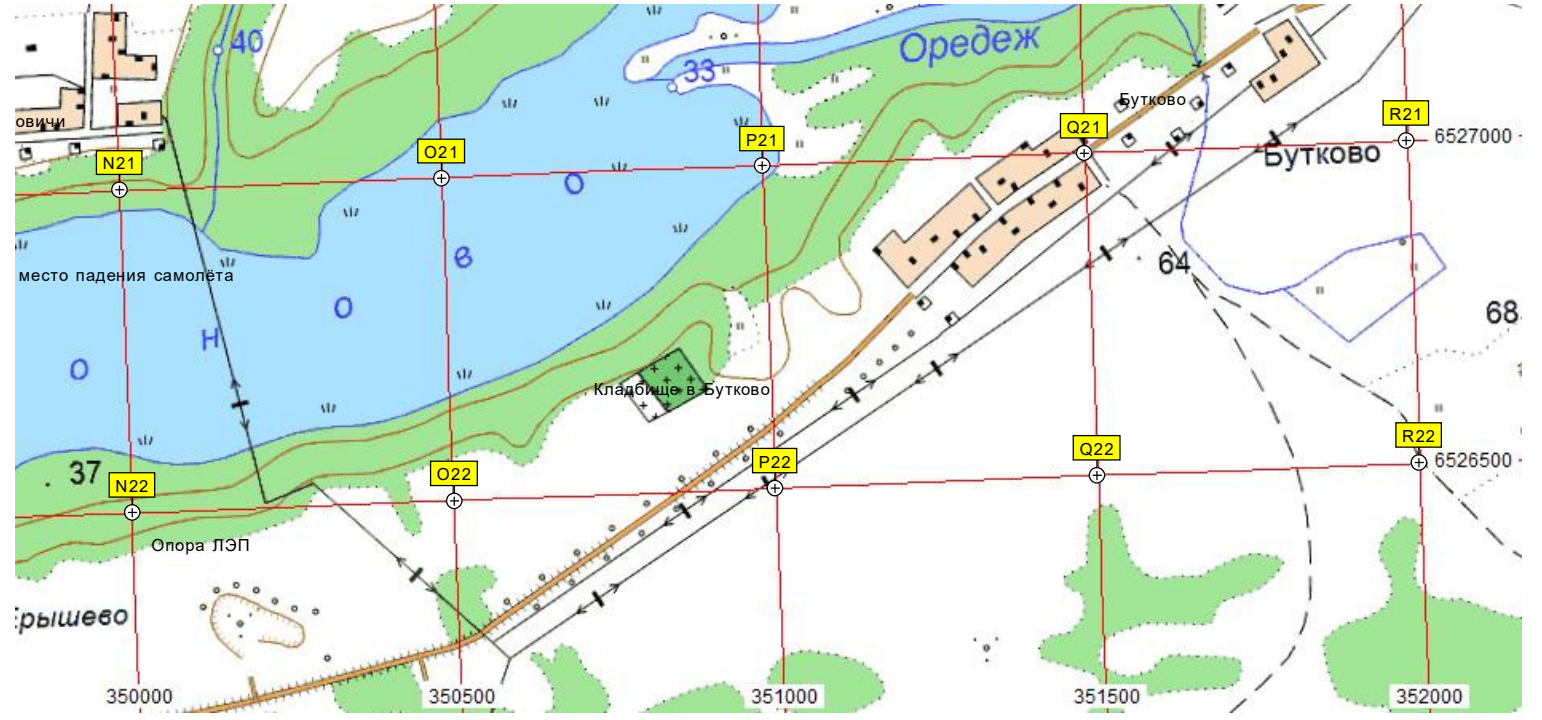 40
33
Оредеж
Бутково
овичи
N21
O21
P21
Q21
R21
6527000
Бутково
о
в
место падения самолёта
64
о
н
о
68
Кладбище в Бутково
37
N22
O22
P22
Q22
R22
6526500
Опора ЛЭП
рышево
350000
350500
351000
351500
352000